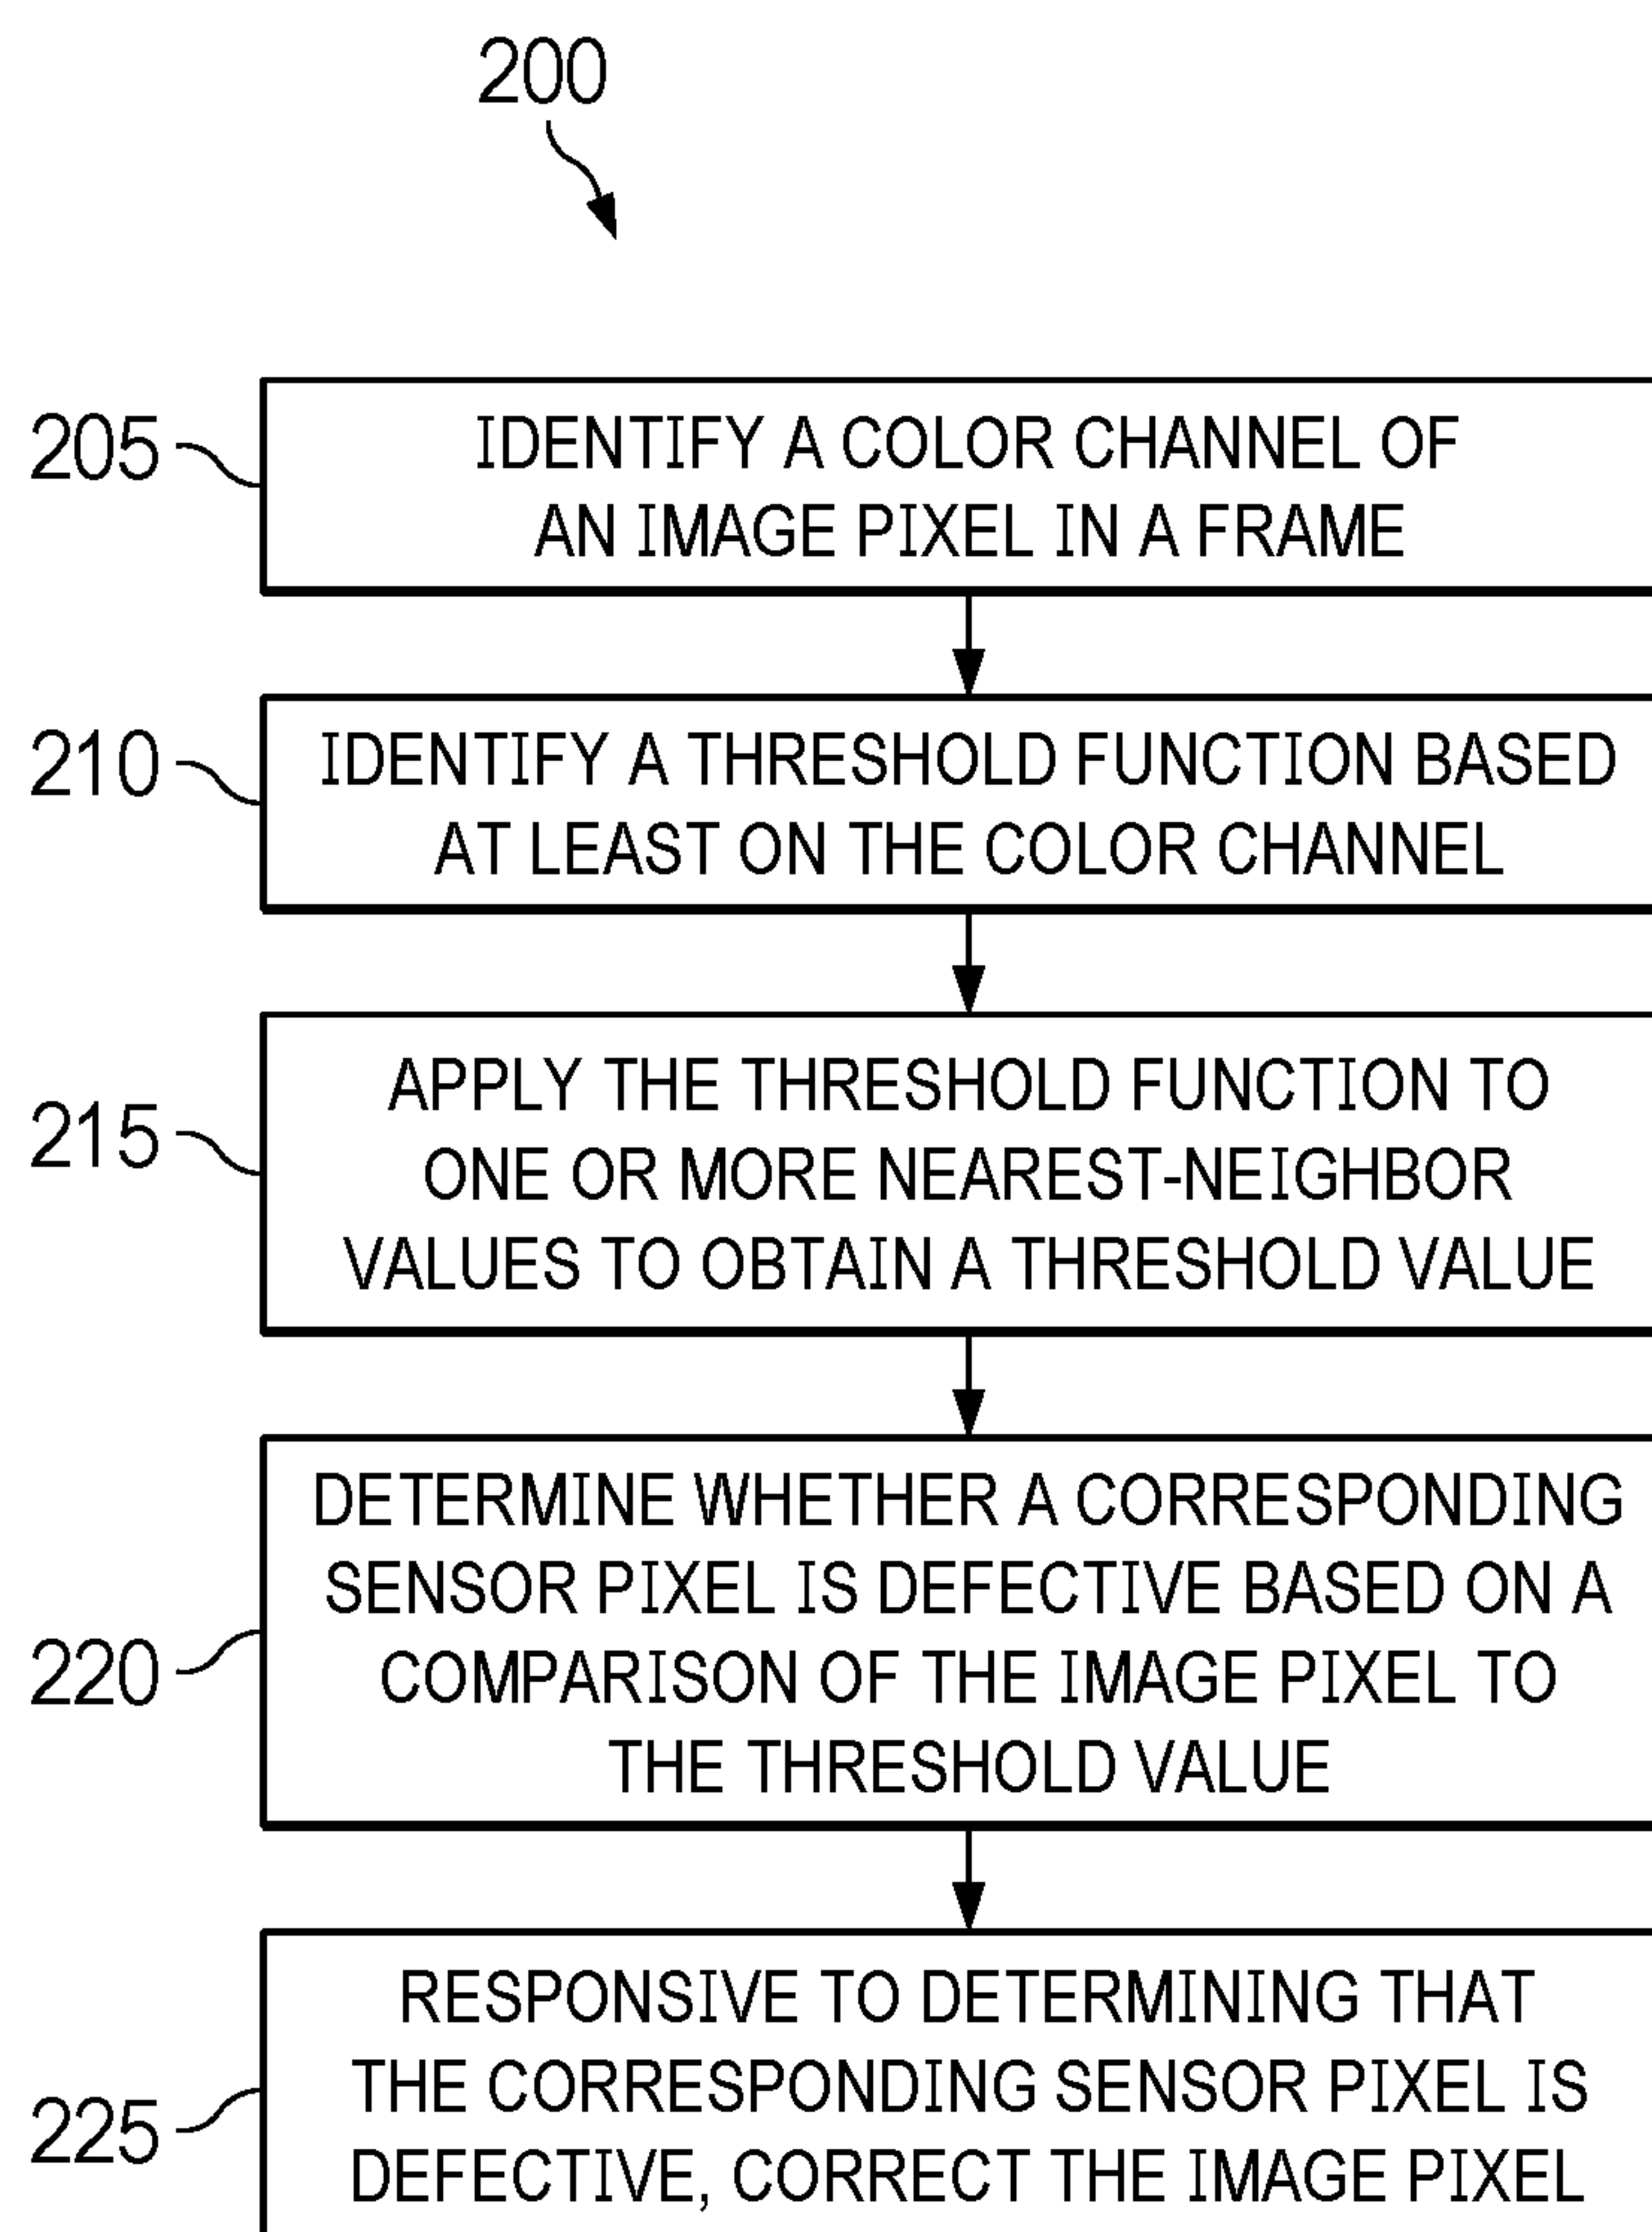 200
205
IDENTIFY A COLOR CHANNEL OF
AN IMAGE PIXEL IN A FRAME
210
IDENTIFY A THRESHOLD FUNCTION BASED
AT LEAST ON THE COLOR CHANNEL
215
APPLY THE THRESHOLD FUNCTION TO
ONE OR MORE NEAREST-NEIGHBOR
VALUES TO OBTAIN A THRESHOLD VALUE
220
DETERMINE WHETHER A CORRESPONDING
SENSOR PIXEL IS DEFECTIVE BASED ON A
COMPARISON OF THE IMAGE PIXEL TO
THE THRESHOLD VALUE
225
RESPONSIVE TO DETERMINING THAT
THE CORRESPONDING SENSOR PIXEL IS
DEFECTIVE, CORRECT THE IMAGE PIXEL